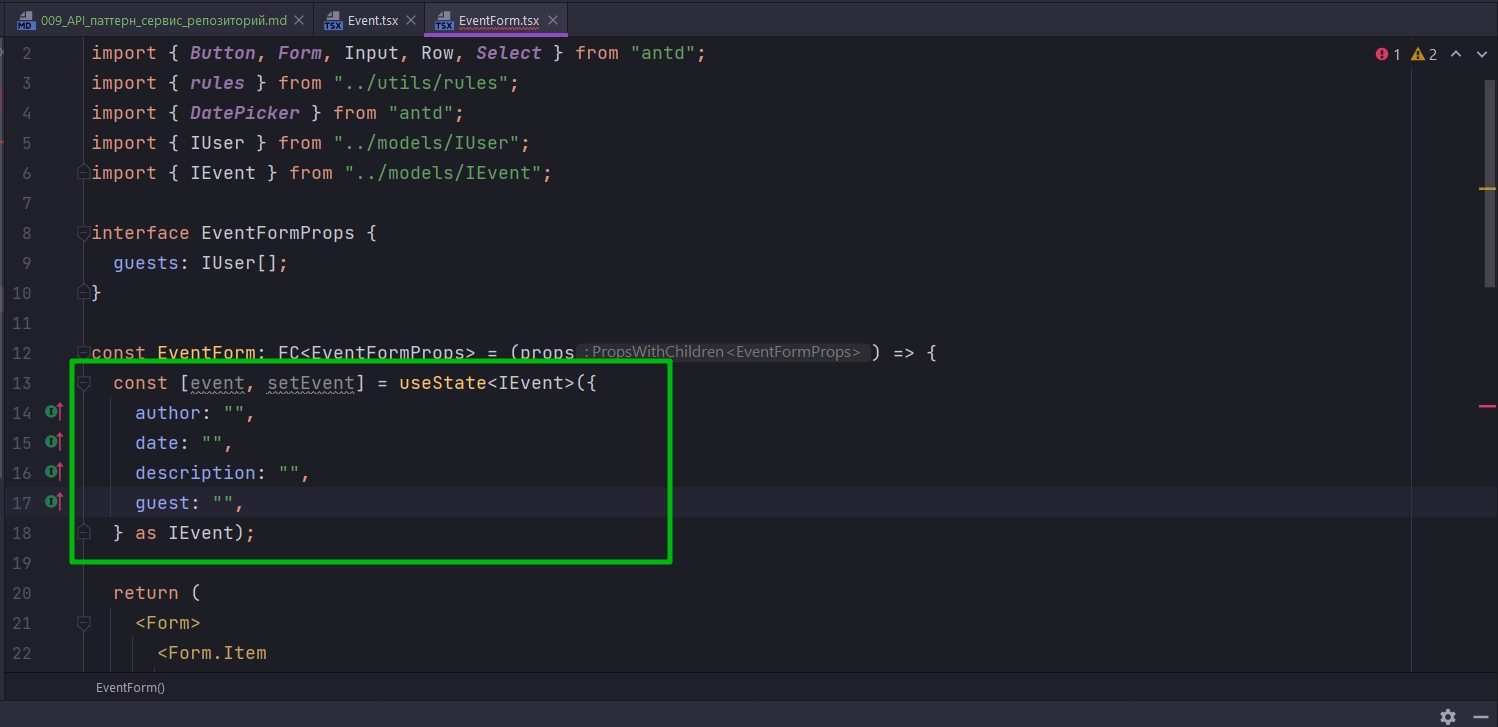 009_API_паттерн_сервис_репозиторий.md Event.tsx EventForm.tsx
2 import { Button, Form, Input, Row, Select } from "antd"; 1 2
3 import { rules } from "../utils/rules";
4 import { DatePicker } from "antd";
5 import { IUser } from "../models/IUser";
6 import { IEvent } from "../models/IEvent";
7
8 interface EventFormProps {
9 guests: IUser[];
10 }
11
12 const EventForm: FC<EventFormProps> = (props : PropsWithChildren<EventFormProps> ) => {
13 const [event, setEvent] = useState<IEvent>({
14 author: "",
15 date: "",
16 description: "",
17 guest: "",
18 } as IEvent);
19
20 return (
21 <Form>
22 <Form.Item
EventForm()